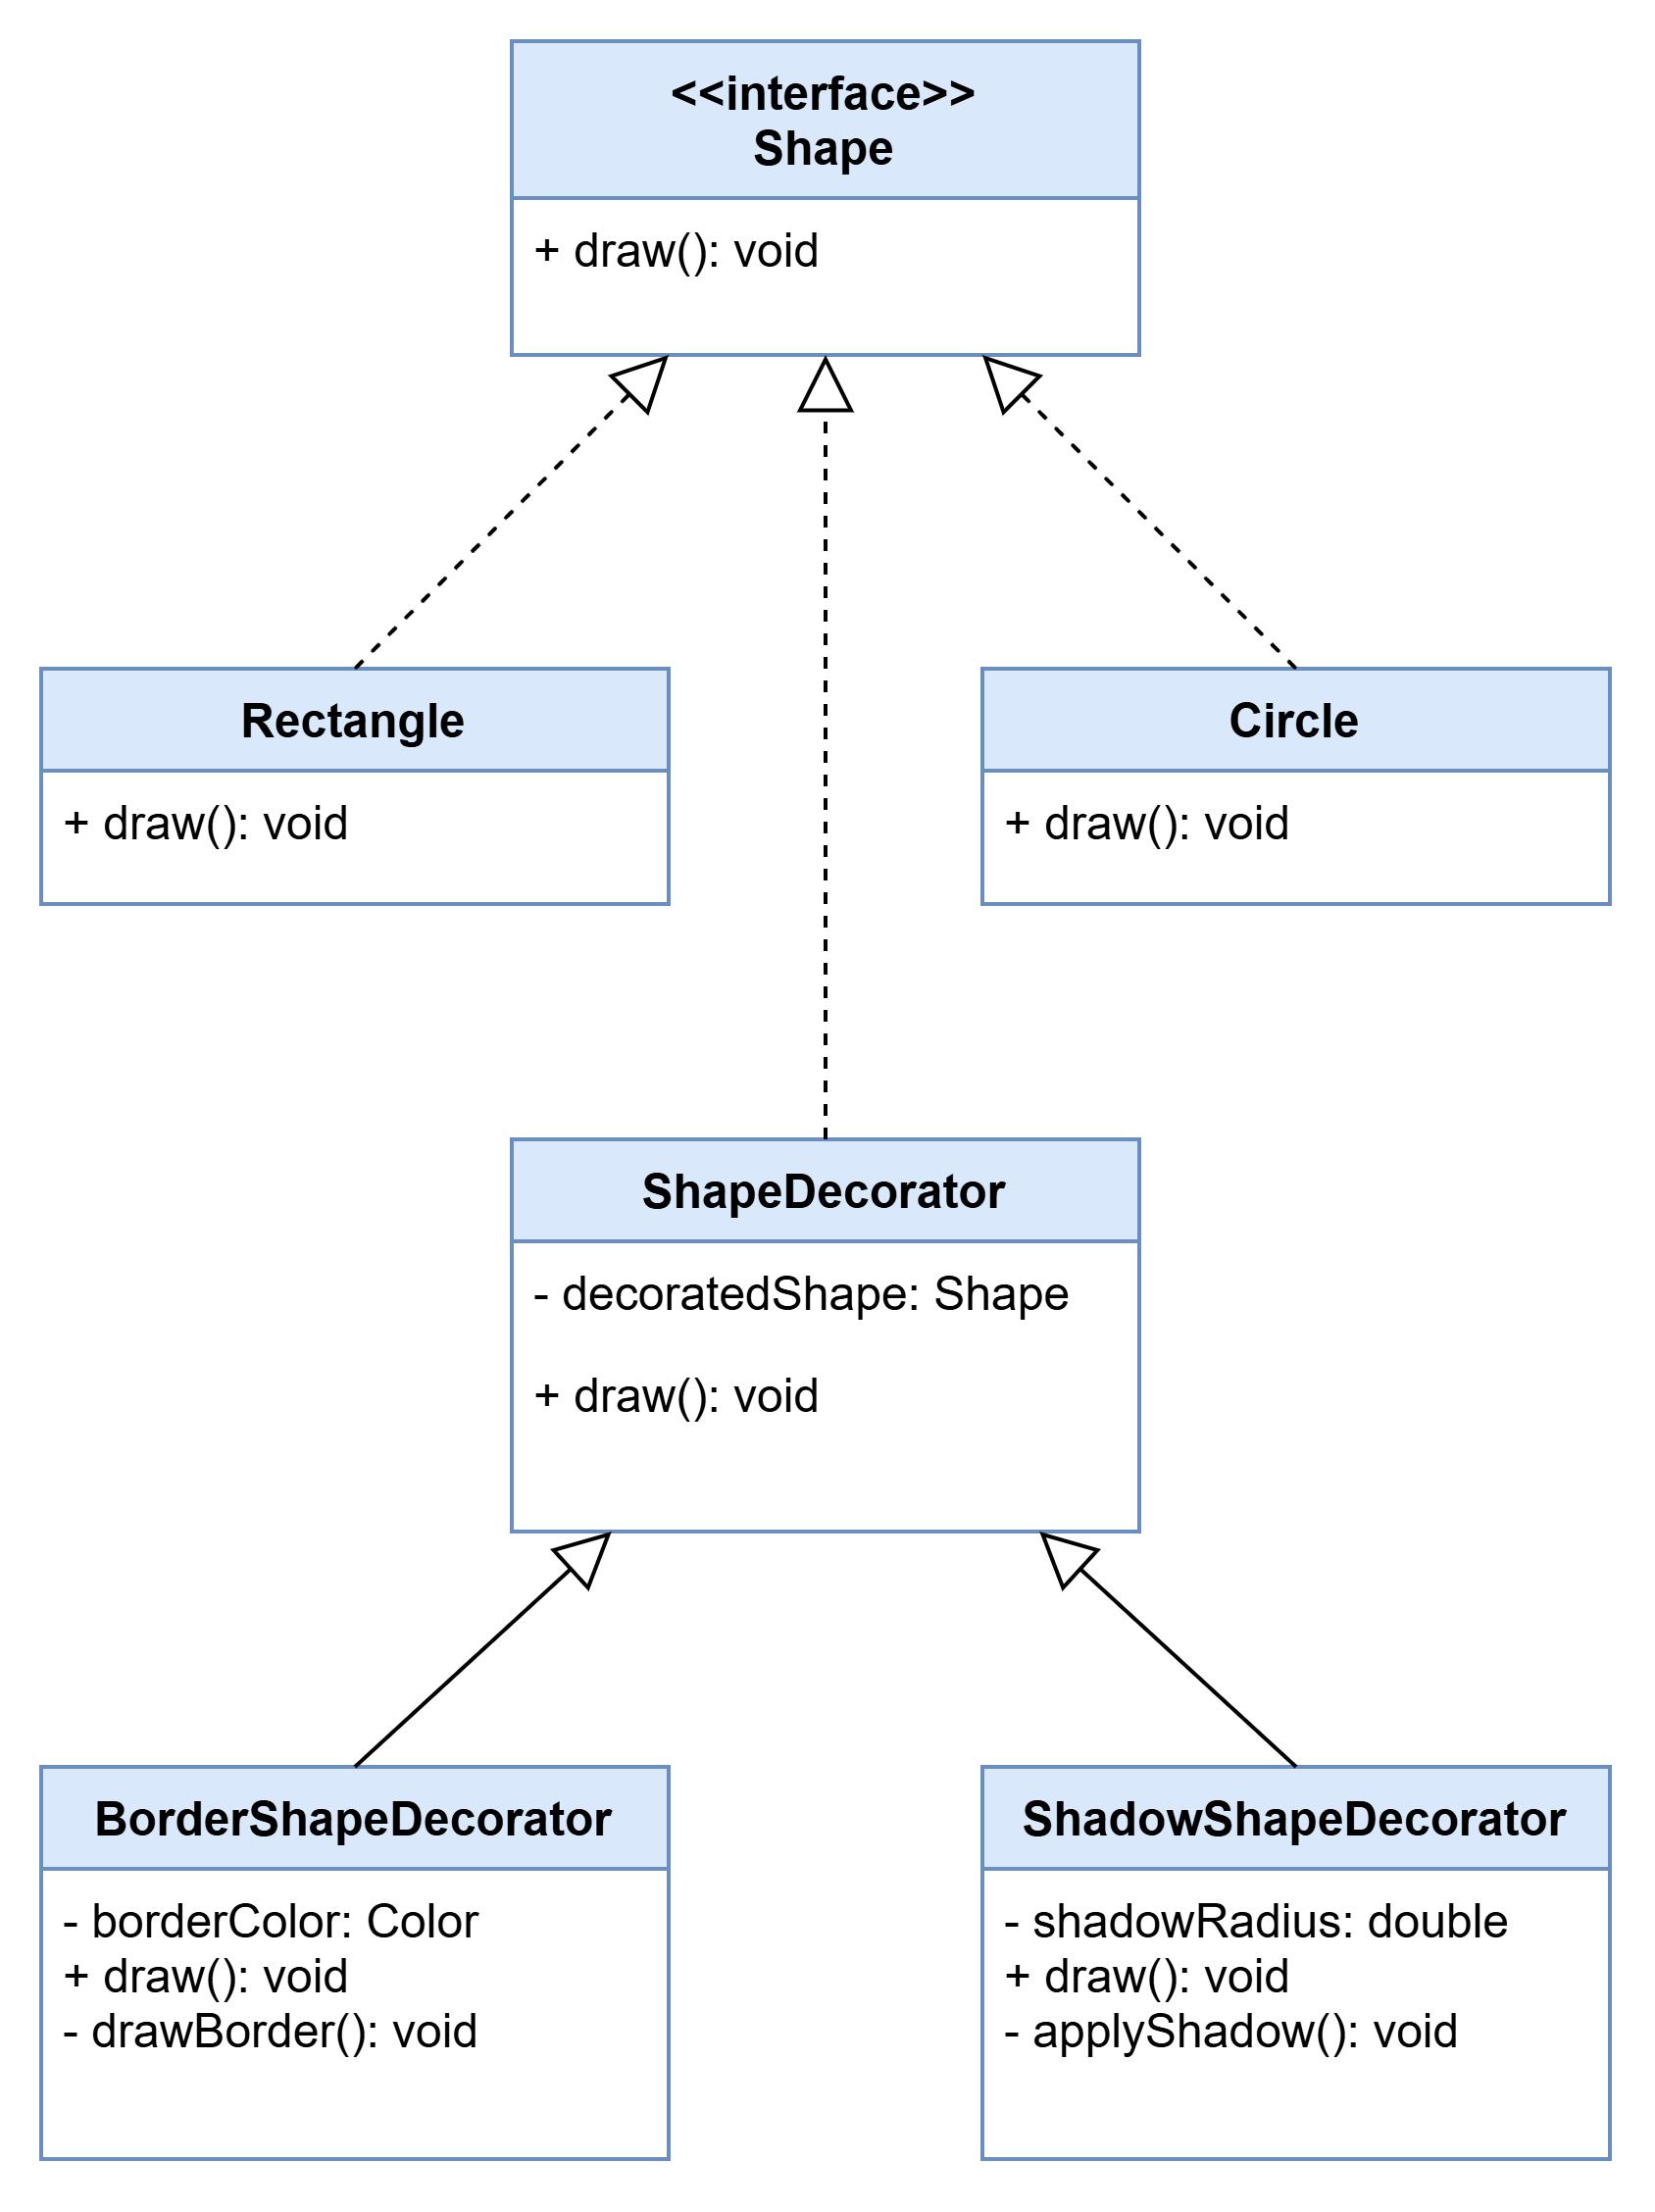 <<interface>>
Shape
+ draw(): void
Rectangle
+ draw(): void
Circle
+ draw(): void
ShapeDecorator
- decoratedShape: Shape
+ draw(): void
BorderShapeDecorator
- borderColor: Color
+ draw(): void
- drawBorder(): void
ShadowShapeDecorator
- shadowRadius: double
+ draw(): void
- applyShadow(): void